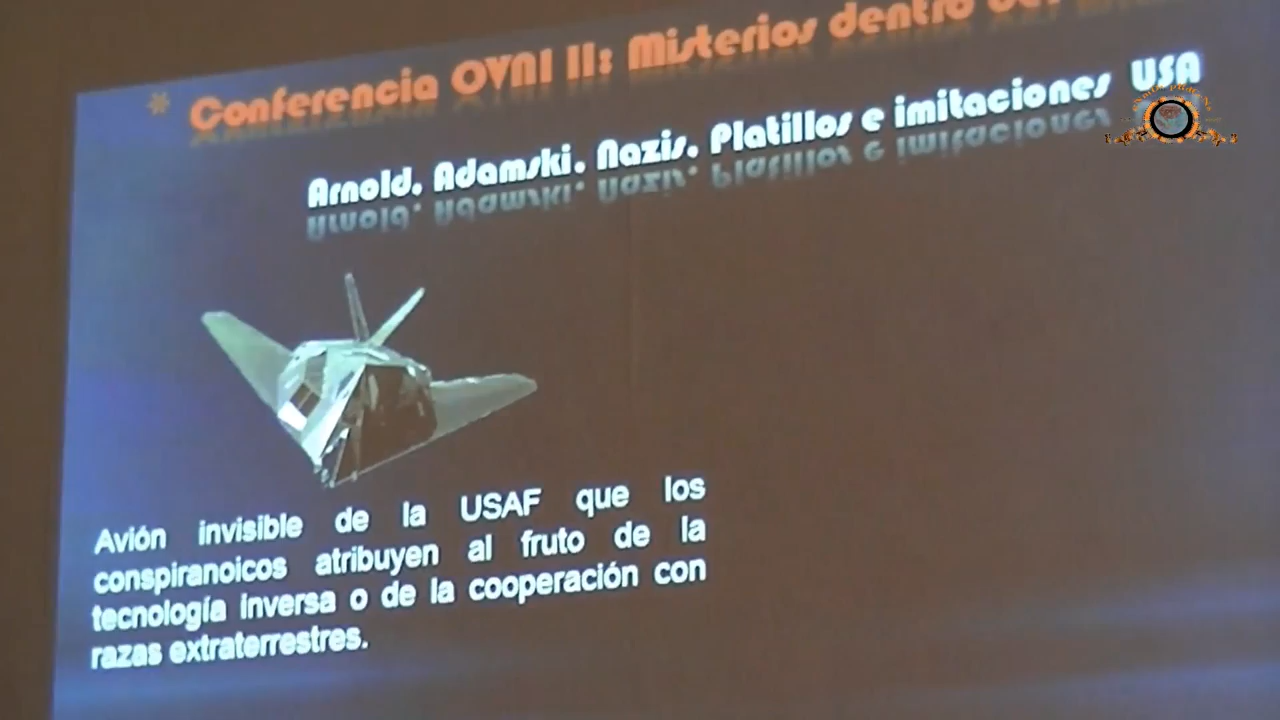 * Conferencia OVNI II: Misterios dentro
Arnold, Adamski, Nazis, Platillos e imitaciones USA
Avión invisible de la USAF que los
conspiranoicos atribuyen al fruto de la
tecnología inversa o de la cooperación con
razas extraterrestres.